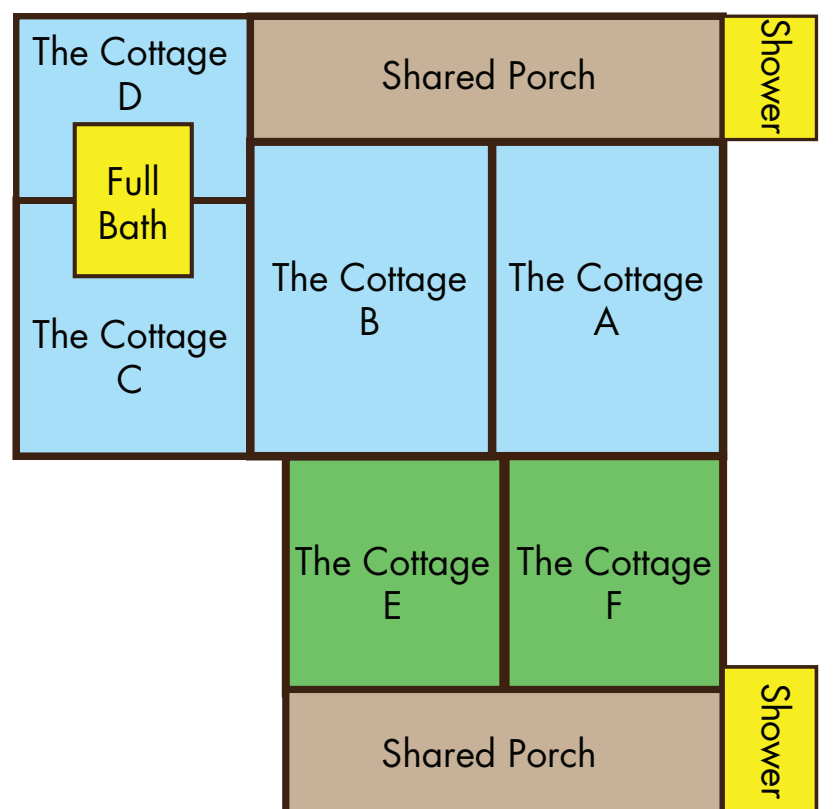 The Cottage
D
Shared Porch
Shower
Full
Bath
The Cottage
B
The Cottage
A
The Cottage
C
The Cottage
E
The Cottage
F
Shared Porch
Shower